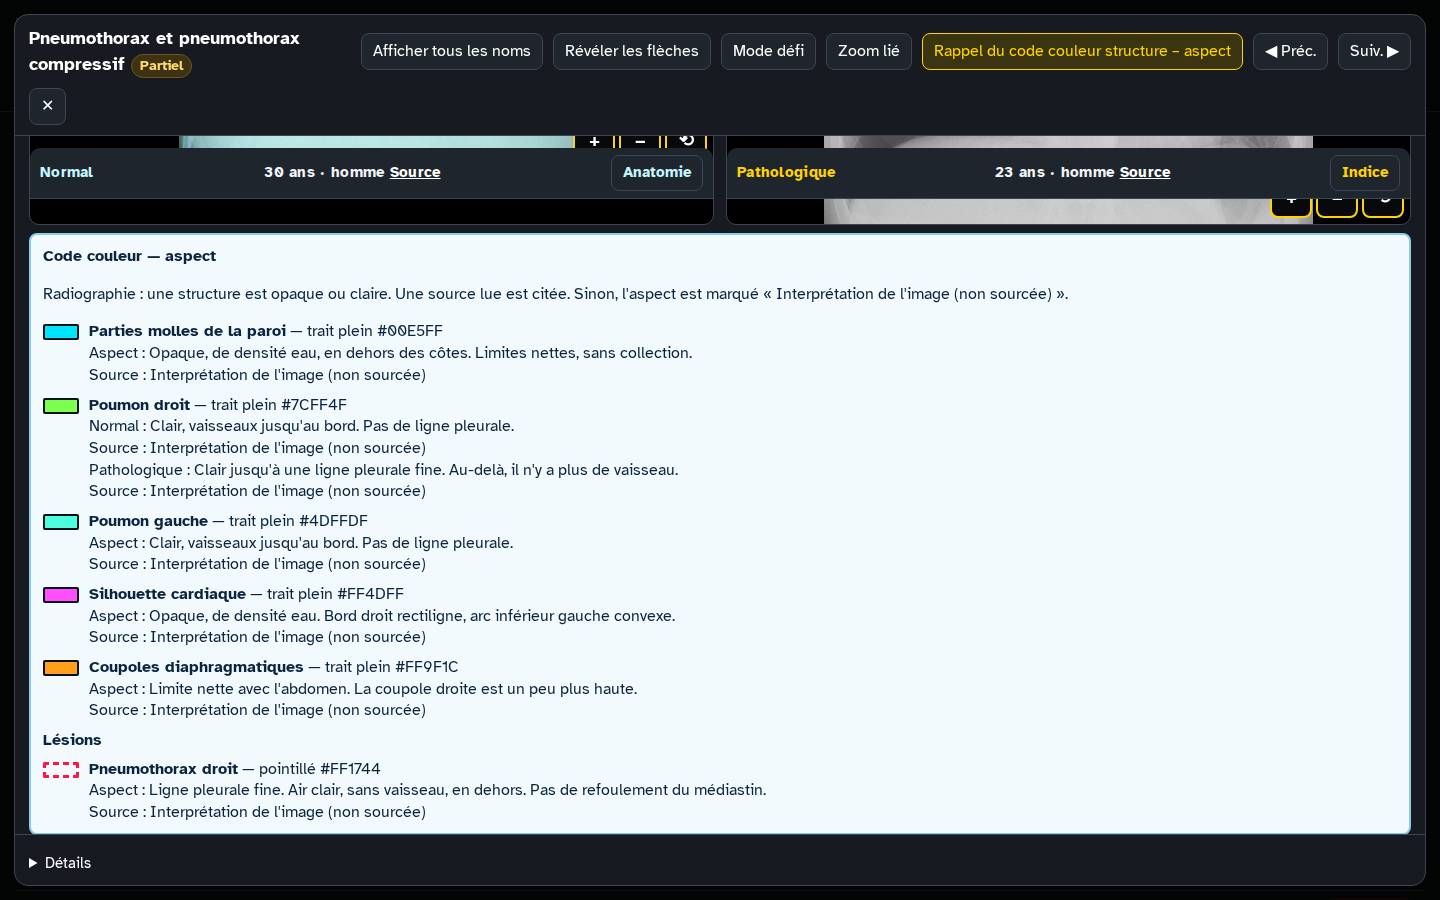 Pneumothorax et pneumothorax compressif Partiel
Afficher tous les noms
Révéler les flèches
Mode défi
Zoom lié
Rappel du code couleur structure – aspect
◀ Préc.
Suiv. ▶
✕
+ − ⟲
Normal
30 ans · homme Source
Anatomie
Pathologique
23 ans · homme Source
Indice
Code couleur — aspect
Radiographie : une structure est opaque ou claire. Une source lue est citée. Sinon, l'aspect est marqué « Interprétation de l'image (non sourcée) ».
Parties molles de la paroi — trait plein #00E5FF
Aspect : Opaque, de densité eau, en dehors des côtes. Limites nettes, sans collection.
Source : Interprétation de l'image (non sourcée)
Poumon droit — trait plein #7CFF4F
Normal : Clair, vaisseaux jusqu'au bord. Pas de ligne pleurale.
Source : Interprétation de l'image (non sourcée)
Pathologique : Clair jusqu'à une ligne pleurale fine. Au-delà, il n'y a plus de vaisseau.
Source : Interprétation de l'image (non sourcée)
Poumon gauche — trait plein #4DFFDF
Aspect : Clair, vaisseaux jusqu'au bord. Pas de ligne pleurale.
Source : Interprétation de l'image (non sourcée)
Silhouette cardiaque — trait plein #FF4DFF
Aspect : Opaque, de densité eau. Bord droit rectiligne, arc inférieur gauche convexe.
Source : Interprétation de l'image (non sourcée)
Coupoles diaphragmatiques — trait plein #FF9F1C
Aspect : Limite nette avec l'abdomen. La coupole droite est un peu plus haute.
Source : Interprétation de l'image (non sourcée)
Lésions
Pneumothorax droit — pointillé #FF1744
Aspect : Ligne pleurale fine. Air clair, sans vaisseau, en dehors. Pas de refoulement du médiastin.
Source : Interprétation de l'image (non sourcée)
▶ Détails